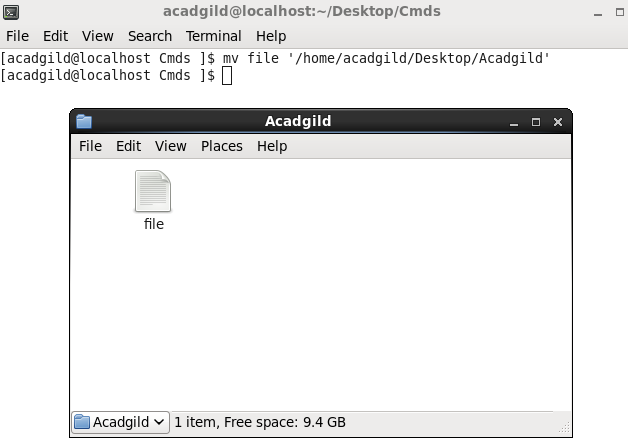 acadgild@localhost:~/Desktop/Cmds
File Edit View Search Terminal Help
[acadgild@localhost Cmds ]$ mv file '/home/acadgild/Desktop/Acadgild'
[acadgild@localhost Cmds ]$
Acadgild
File Edit View Places Help
file
Acadgild 1 item, Free space: 9.4 GB